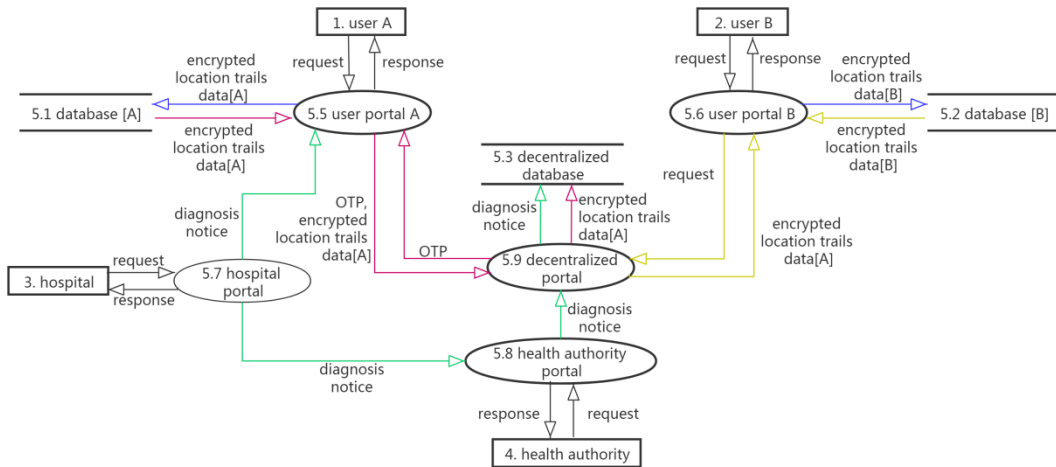 1. user A
2. user B
request
response
request
response
encrypted
location trails
data[A]
encrypted
location trails
data[B]
5.1 database [A]
5.5 user portal A
5.6 user portal B
5.2 database [B]
encrypted
location trails
data[A]
encrypted
location trails
data[B]
5.3 decentralized
database
request
diagnosis
notice
OTP,
encrypted
location trails
data[A]
OTP
diagnosis
notice
encrypted
location trails
data[A]
encrypted
location trails
data[A]
request
3. hospital
response
5.7 hospital
portal
5.9 decentralized
portal
diagnosis
notice
diagnosis
notice
5.8 health authority
portal
response
request
4. health authority